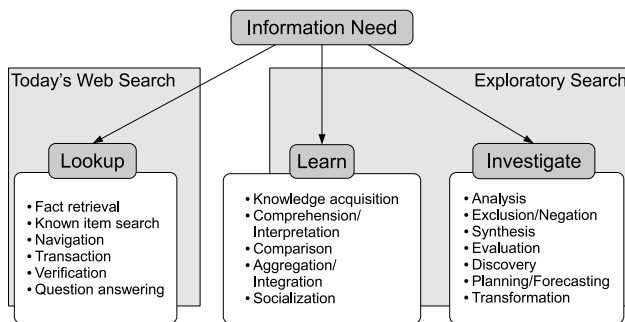 Information Need
Today's Web Search
Exploratory Search
Lookup
Learn
Investigate
• Fact retrieval
• Known item search
• Navigation
• Transaction
• Verification
• Question answering
• Knowledge acquisition
• Comprehension/
Interpretation
• Comparison
• Aggregation/
Integration
• Socialization
• Analysis
• Exclusion/Negation
• Synthesis
• Evaluation
• Discovery
• Planning/Forecasting
• Transformation